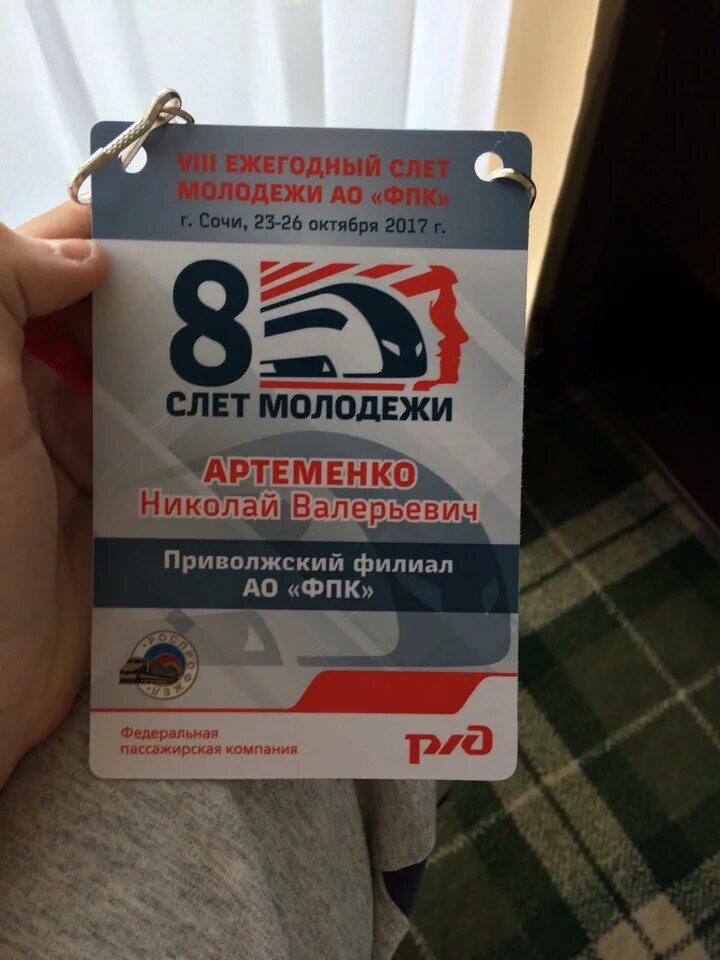 VIII ЕЖЕГОДНЫЙ СЛЕТ
МОЛОДЕЖИ АО «ФПК»
г. Сочи, 23-26 октября 2017 г.
8
СЛЕТ МОЛОДЕЖИ
АРТЕМЕНКО
Николай Валерьевич
Приволжский филиал
АО «ФПК»
РОСПРОФЖЕЛ
Федеральная
пассажирская компания
ржд